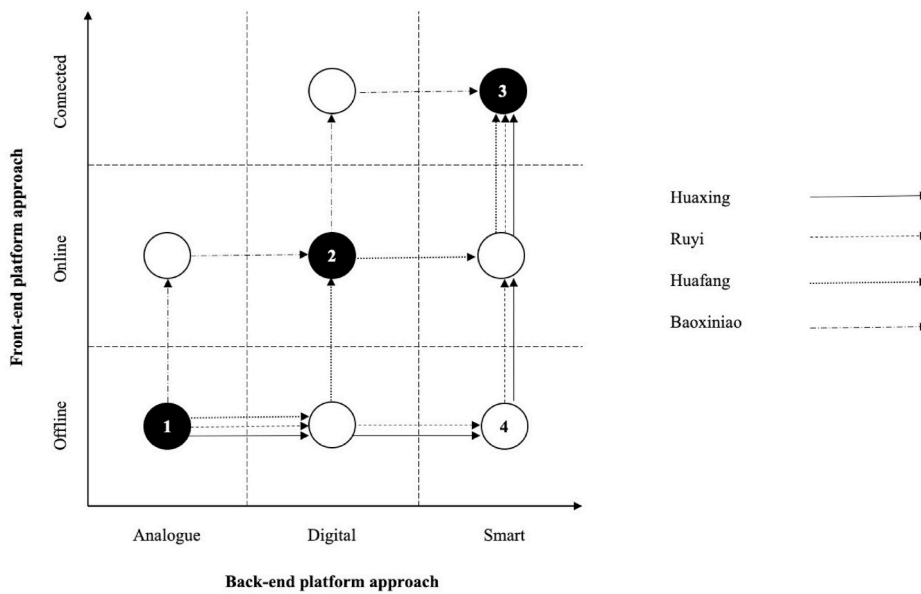 Connected
3
Front-end platform approach
Online
2
Offline
1
4
Analogue
Digital
Smart
Back-end platform approach
Huaxing
Ruyi
Huafang
Baoxiniao